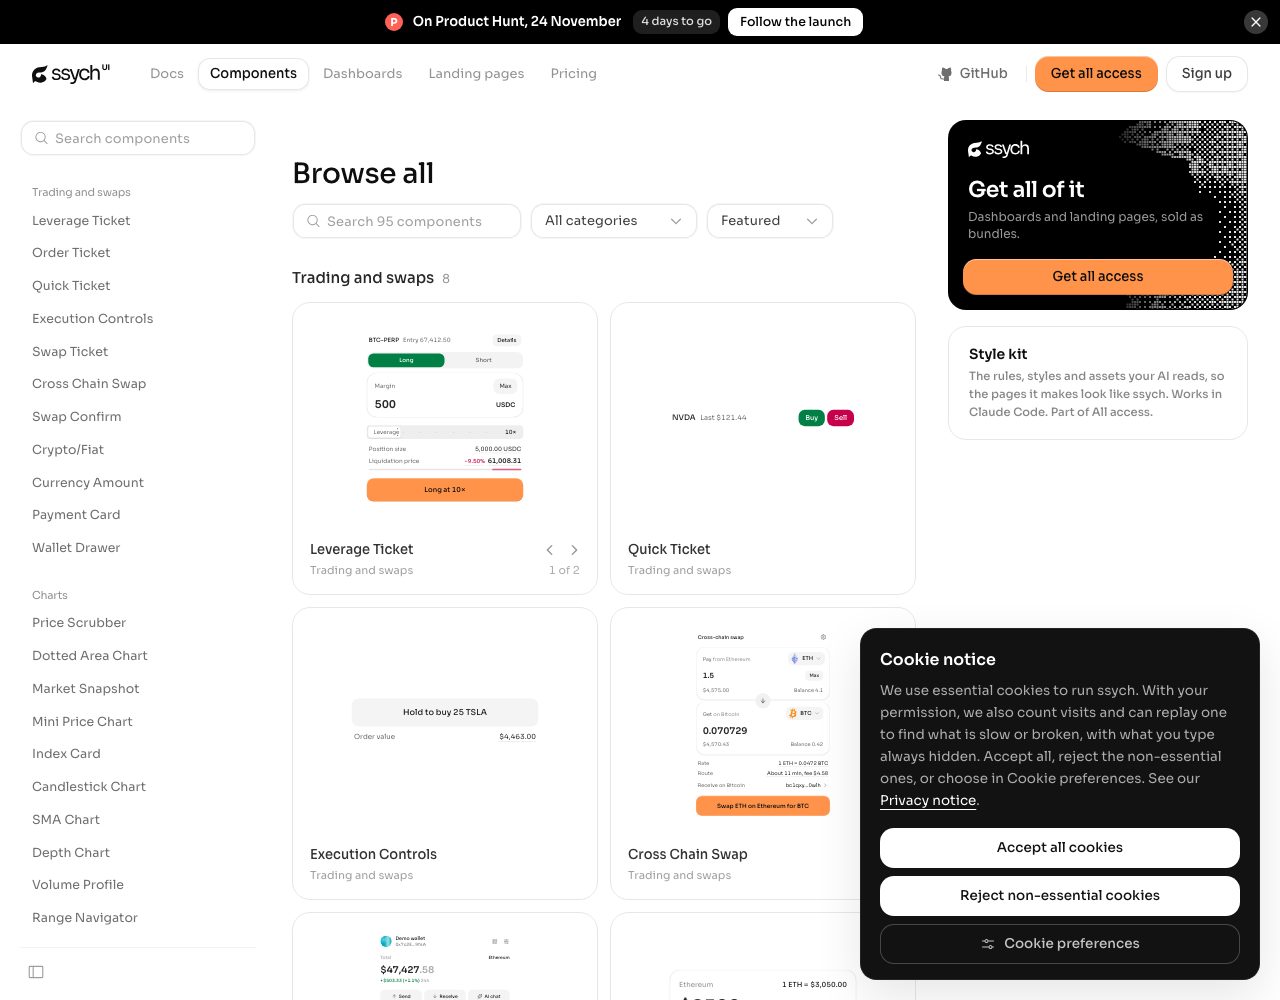 P On Product Hunt, 24 November 4 days to go Follow the launch
ssych UI Docs Components Dashboards Landing pages Pricing GitHub Get all access Sign up
Search components
Trading and swaps
Leverage Ticket
Order Ticket
Quick Ticket
Execution Controls
Swap Ticket
Cross Chain Swap
Swap Confirm
Crypto/Fiat
Currency Amount
Payment Card
Wallet Drawer
Charts
Price Scrubber
Dotted Area Chart
Market Snapshot
Mini Price Chart
Index Card
Candlestick Chart
SMA Chart
Depth Chart
Volume Profile
Range Navigator
Browse all
Search 95 components All categories Featured
Trading and swaps 8
BTC-PERP Entry 67,412.50 Details
Long Short
Margin Max
500 USDC
Leverage 10×
Position size 5,000.00 USDC
Liquidation price -9.50% 61,008.31
Long at 10×
Leverage Ticket
Trading and swaps 1 of 2
NVDA Last $121.44 Buy Sell
Quick Ticket
Trading and swaps
Hold to buy 25 TSLA
Order value $4,463.00
Execution Controls
Trading and swaps
Cross-chain swap
Pay from Ethereum ETH
1.5 Max
$4,575.00 Balance 4.1
Get on Bitcoin BTC
0.070729
$4,570.43 Balance 0.42
Rate 1 ETH = 0.0472 BTC
Route About 11 min, fee $4.58
Receive on Bitcoin
Swap ETH on Ethereum for BTC
Cross Chain Swap
Trading and swaps
Demo wallet
Total Ethereum
$47,427.58
Send Receive AI chat
Ethereum 1 ETH = $3,050.00
ssych
Get all of it
Dashboards and landing pages, sold as
bundles.
Get all access
Style kit
The rules, styles and assets your AI reads, so
the pages it makes look like ssych. Works in
Claude Code. Part of All access.
Cookie notice
We use essential cookies to run ssych. With your
permission, we also count visits and can replay one
to find what is slow or broken, with what you type
always hidden. Accept all, reject the non-essential
ones, or choose in Cookie preferences. See our
Privacy notice.
Accept all cookies
Reject non-essential cookies
Cookie preferences